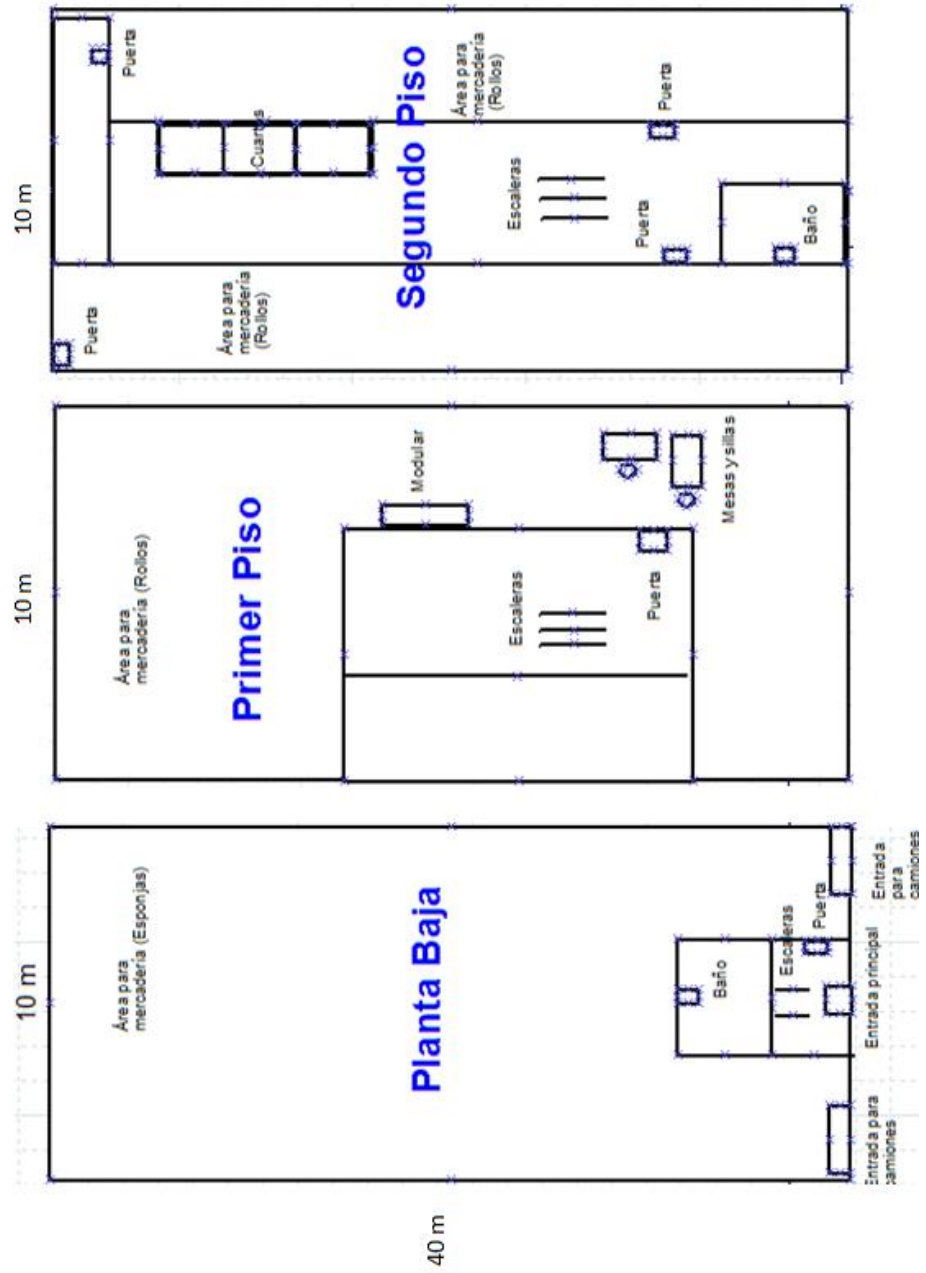 10 m
10 m
10 m
40 m
Planta Baja
Área para
mercadería (Esponjas)
Baño
Escaleras
Puerta
Entrada para
camiones
Entrada principal
Entrada
para
camiones
Primer Piso
Área para
mercadería (Rollos)
Modular
Escaleras
Puerta
Mesas y sillas
Segundo Piso
Puerta
Área para
mercadería
(Rollos)
Puerta
Cuartos
Área para
mercadería
(Rollos)
Escaleras
Puerta
Puerta
Baño